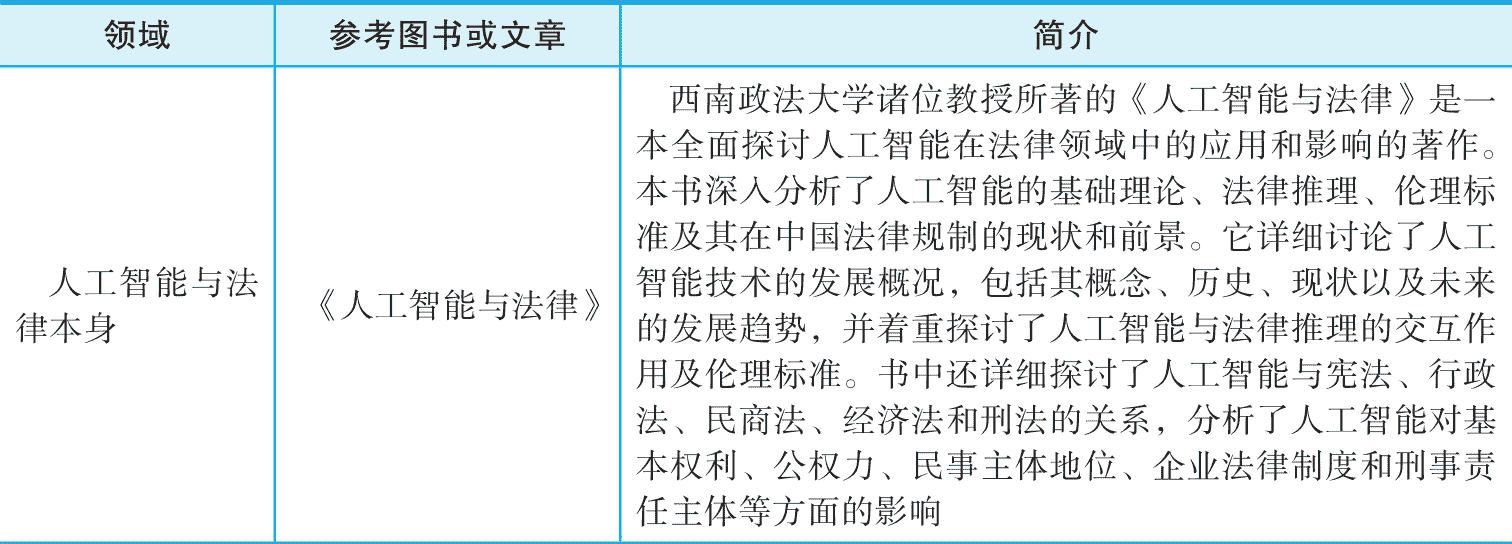 领域 参考图书或文章 简介
人工智能与法
律本身
《人工智能与法律》
西南政法大学诸位教授所著的《人工智能与法律》是一
本全面探讨人工智能在法律领域中的应用和影响的著作。
本书深入分析了人工智能的基础理论、法律推理、伦理标
准及其在中国法律规制的现状和前景。它详细讨论了人工
智能技术的发展概况，包括其概念、历史、现状以及未来
的发展趋势，并着重探讨了人工智能与法律推理的交互作
用及伦理标准。书中还详细探讨了人工智能与宪法、行政
法、民商法、经济法和刑法的关系，分析了人工智能对基
本权利、公权力、民事主体地位、企业法律制度和刑事责
任主体等方面的影响